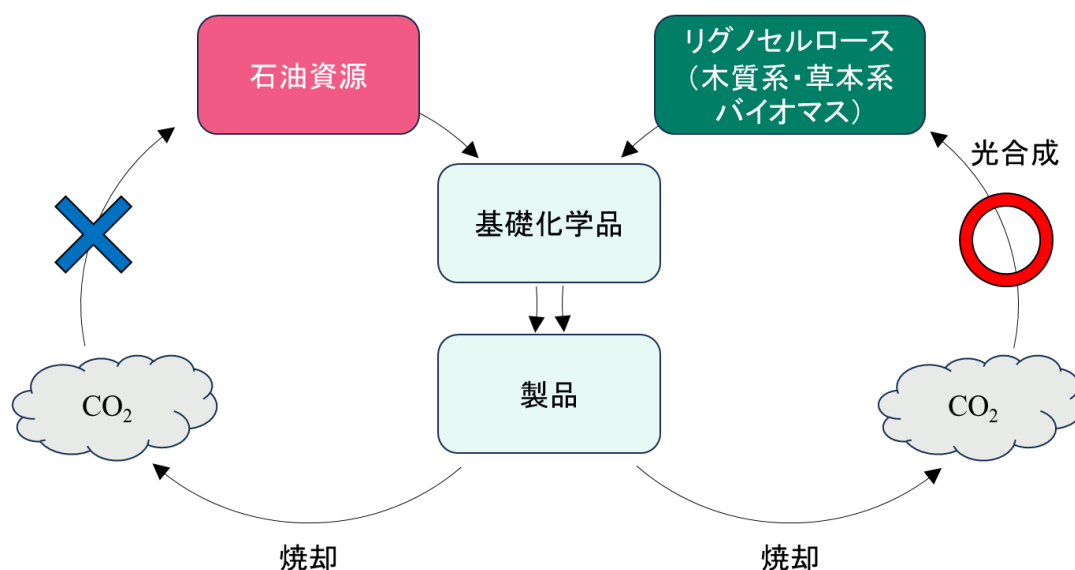 石油資源
リグノセルロース
（木質系・草本系
バイオマス）
光合成
基礎化学品
製品
CO₂
CO₂
焼却
焼却